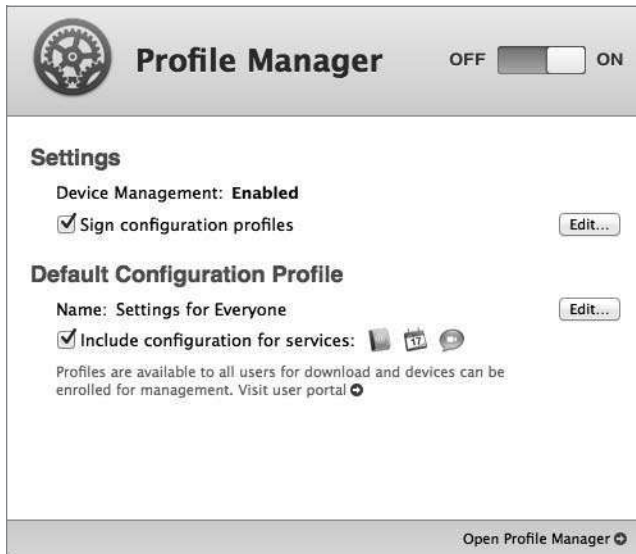 Profile Manager
OFF ON
Settings
Device Management: Enabled
Sign configuration profiles Edit...
Default Configuration Profile
Name: Settings for Everyone Edit...
Include configuration for services: 17
Profiles are available to all users for download and devices can be
enrolled for management. Visit user portal
Open Profile Manager